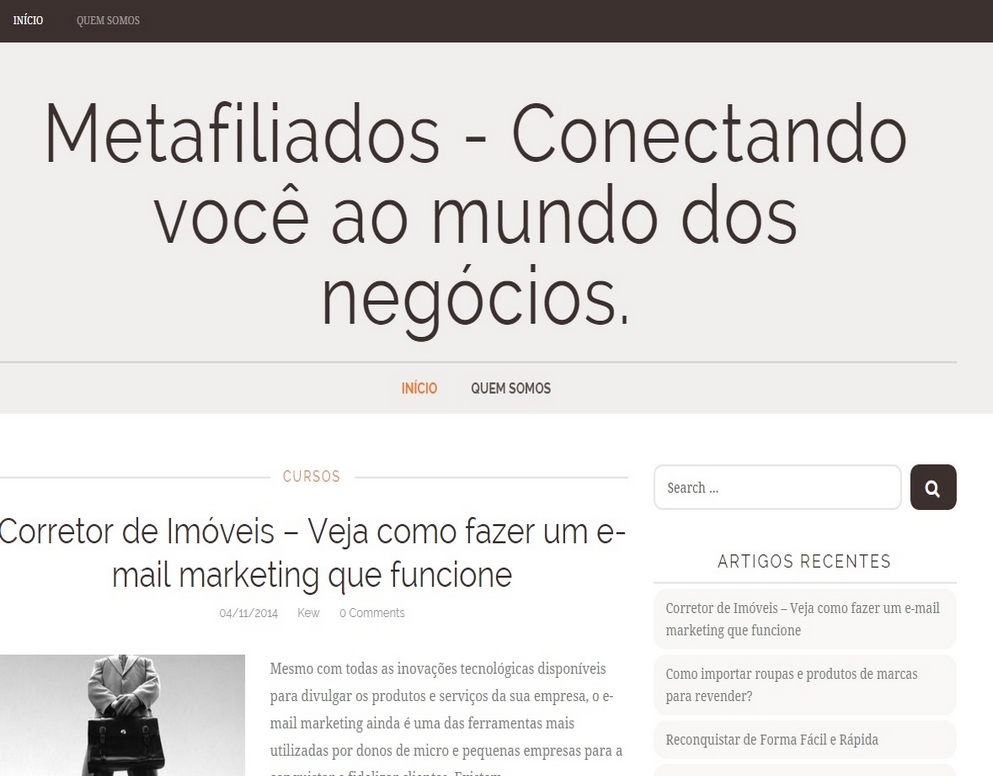 INÍCIO QUEM SOMOS
Metafiliados - Conectando
você ao mundo dos
negócios.
INÍCIO QUEM SOMOS
CURSOS
Corretor de Imóveis – Veja como fazer um e-
mail marketing que funcione
04/11/2014 Kew 0 Comments
Mesmo com todas as inovações tecnológicas disponíveis
para divulgar os produtos e serviços da sua empresa, o e-
mail marketing ainda é uma das ferramentas mais
utilizadas por donos de micro e pequenas empresas para a
conquistar e fidelizar clientes. Existem
Search ...
ARTIGOS RECENTES
Corretor de Imóveis – Veja como fazer um e-mail
marketing que funcione
Como importar roupas e produtos de marcas
para revender?
Reconquistar de Forma Fácil e Rápida